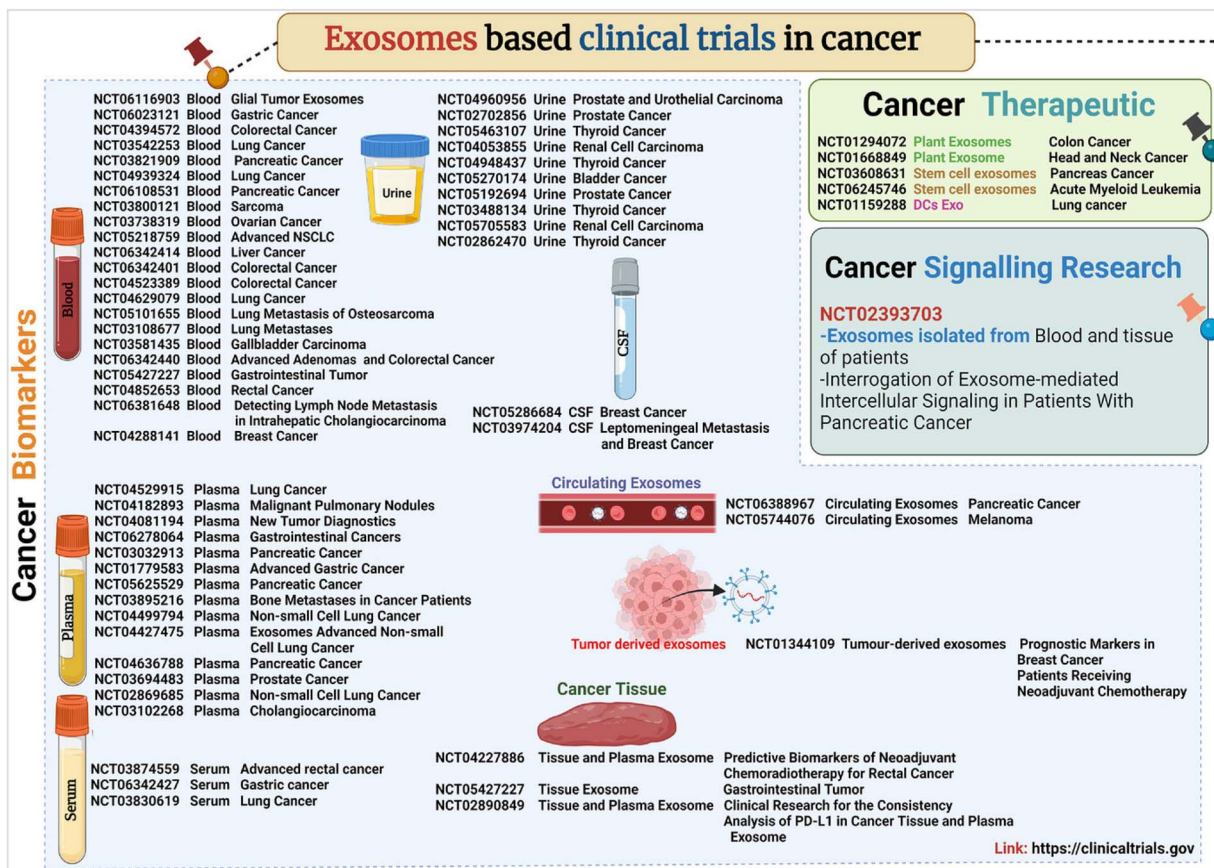 Exosomes based clinical trials in cancer
Cancer Biomarkers
NCT06116903 Blood Glial Tumor Exosomes
NCT06023121 Blood Gastric Cancer
NCT04394572 Blood Colorectal Cancer
NCT03542253 Blood Lung Cancer
NCT03821909 Blood Pancreatic Cancer
NCT04939324 Blood Lung Cancer
NCT06108531 Blood Pancreatic Cancer
NCT03800121 Blood Sarcoma
NCT03738319 Blood Ovarian Cancer
NCT05218759 Blood Advanced NSCLC
NCT06342414 Blood Liver Cancer
NCT06342401 Blood Colorectal Cancer
NCT04523389 Blood Colorectal Cancer
NCT04629079 Blood Lung Cancer
NCT05101655 Blood Lung Metastasis of Osteosarcoma
NCT03108677 Blood Lung Metastases
NCT03581435 Blood Gallbladder Carcinoma
NCT06342440 Blood Advanced Adenomas and Colorectal Cancer
NCT05427227 Blood Gastrointestinal Tumor
NCT04852653 Blood Rectal Cancer
NCT06381648 Blood Detecting Lymph Node Metastasis
in Intrahepatic Cholangiocarcinoma
NCT04288141 Blood Breast Cancer
Blood
Urine
NCT04960956 Urine Prostate and Urothelial Carcinoma
NCT02702856 Urine Prostate Cancer
NCT05463107 Urine Thyroid Cancer
NCT04053855 Urine Renal Cell Carcinoma
NCT04948437 Urine Thyroid Cancer
NCT05270174 Urine Bladder Cancer
NCT05192694 Urine Prostate Cancer
NCT03488134 Urine Thyroid Cancer
NCT05705583 Urine Renal Cell Carcinoma
NCT02862470 Urine Thyroid Cancer
CSF
NCT05286684 CSF Breast Cancer
NCT03974204 CSF Leptomeningeal Metastasis
and Breast Cancer
Cancer Therapeutic
NCT01294072 Plant Exosomes Colon Cancer
NCT01668849 Plant Exosome Head and Neck Cancer
NCT03608631 Stem cell exosomes Pancreas Cancer
NCT06245746 Stem cell exosomes Acute Myeloid Leukemia
NCT01159288 DCs Exo Lung cancer
Cancer Signalling Research
NCT02393703
-Exosomes isolated from Blood and tissue
of patients
-Interrogation of Exosome-mediated
Intercellular Signaling in Patients With
Pancreatic Cancer
NCT04529915 Plasma Lung Cancer
NCT04182893 Plasma Malignant Pulmonary Nodules
NCT04081194 Plasma New Tumor Diagnostics
NCT06278064 Plasma Gastrointestinal Cancers
NCT03032913 Plasma Pancreatic Cancer
NCT01779583 Plasma Advanced Gastric Cancer
NCT05625529 Plasma Pancreatic Cancer
NCT03895216 Plasma Bone Metastases in Cancer Patients
NCT04499794 Plasma Non-small Cell Lung Cancer
NCT04427475 Plasma Exosomes Advanced Non-small
Cell Lung Cancer
NCT04636788 Plasma Pancreatic Cancer
NCT03694483 Plasma Prostate Cancer
NCT02869685 Plasma Non-small Cell Lung Cancer
NCT03102268 Plasma Cholangiocarcinoma
Plasma
Serum
NCT03874559 Serum Advanced rectal cancer
NCT06342427 Serum Gastric cancer
NCT03830619 Serum Lung Cancer
Circulating Exosomes
NCT06388967 Circulating Exosomes Pancreatic Cancer
NCT05744076 Circulating Exosomes Melanoma
Tumor derived exosomes
NCT01344109 Tumour-derived exosomes Prognostic Markers in
Breast Cancer
Patients Receiving
Neoadjuvant Chemotherapy
Cancer Tissue
NCT04227886 Tissue and Plasma Exosome Predictive Biomarkers of Neoadjuvant
Chemoradiotherapy for Rectal Cancer
NCT05427227 Tissue Exosome Gastrointestinal Tumor
NCT02890849 Tissue and Plasma Exosome Clinical Research for the Consistency
Analysis of PD-L1 in Cancer Tissue and Plasma
Exosome
Link: https://clinicaltrials.gov